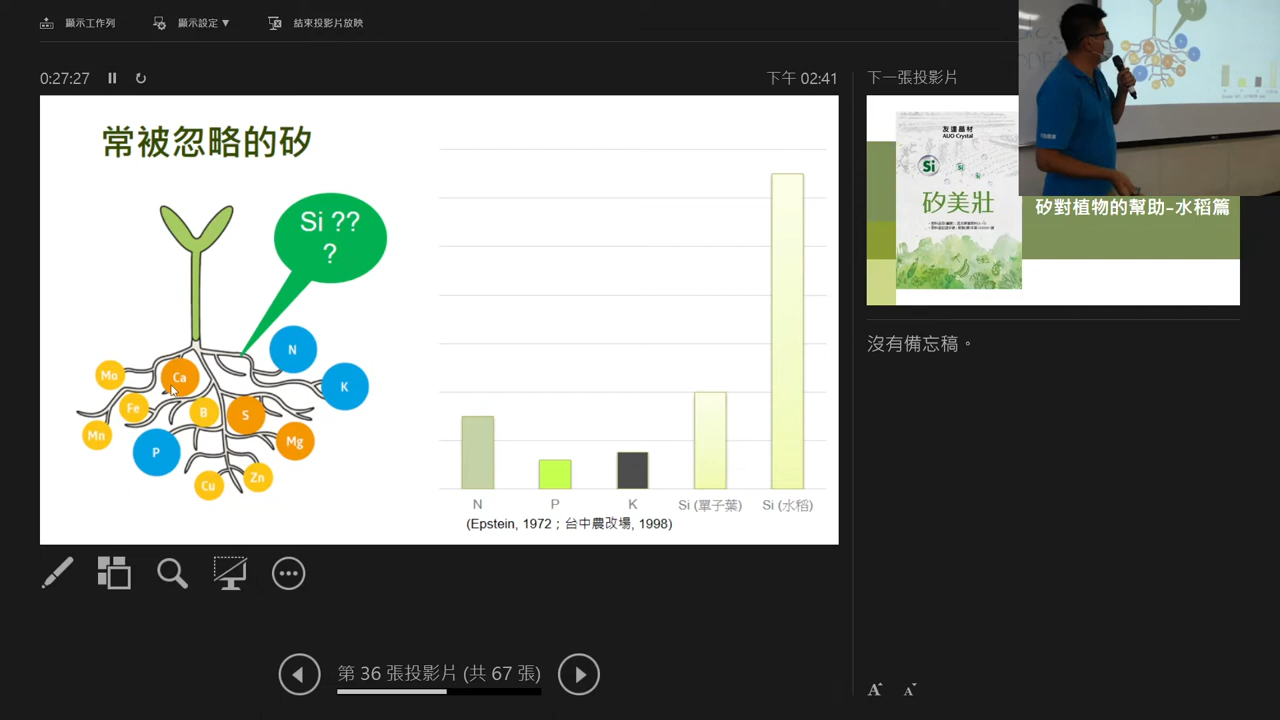 顯示工作列
顯示設定 ▼
結束投影片放映
0:27:27
下午 02:41
下一張投影片
常被忽略的矽
Si ??
?
N
K
Mo
Ca
Fe
B
S
Mn
P
Mg
Cu
Zn
N
P
K
Si (單子葉)
Si (水稻)
(Epstein, 1972；台中農改場, 1998)
友達晶材
AUO Crystal
Si
Si
Si
矽美壯
矽對植物的幫助-水稻篇
沒有備忘稿。
第 36 張投影片 (共 67 張)
A
A